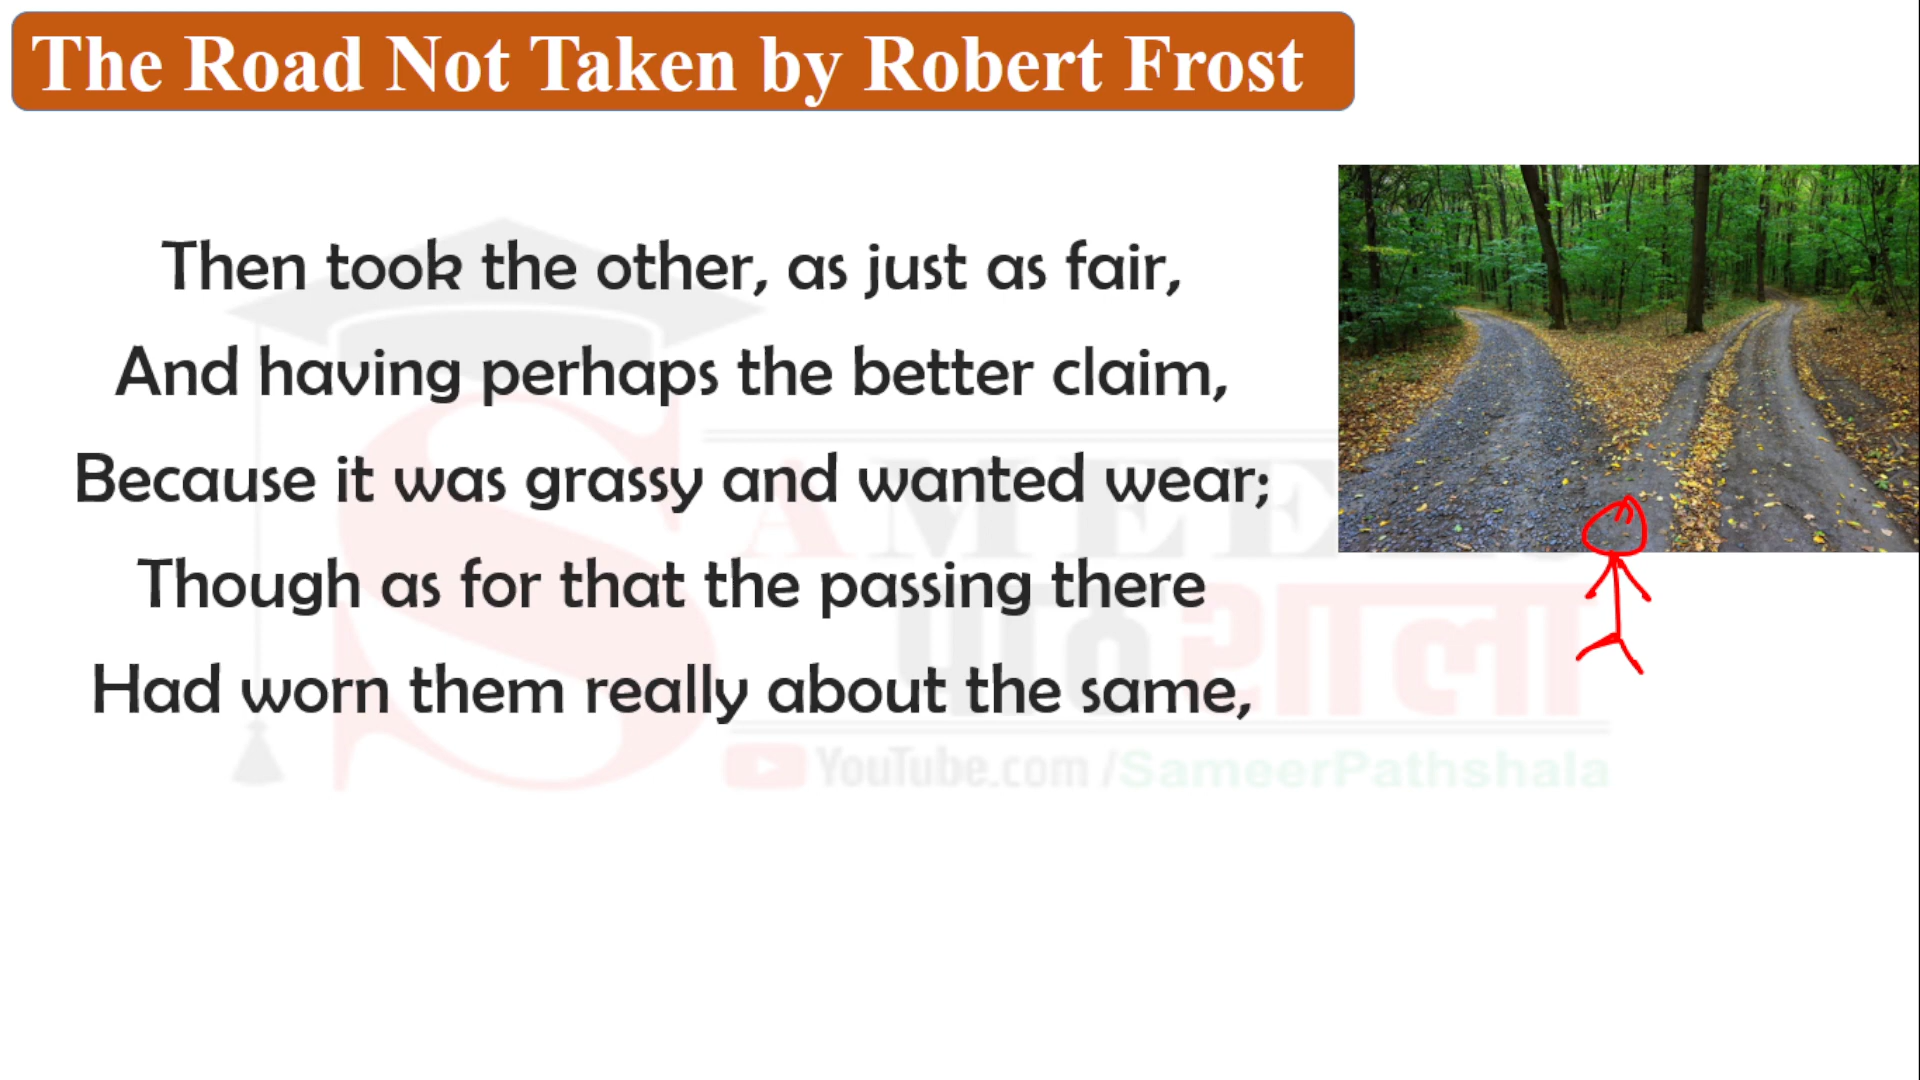 The Road Not Taken by Robert Frost
Then took the other, as just as fair,
And having perhaps the better claim,
Because it was grassy and wanted wear;
Though as for that the passing there
Had worn them really about the same,
SAMEER
पाठशाला
YouTube.com /SameerPathshala